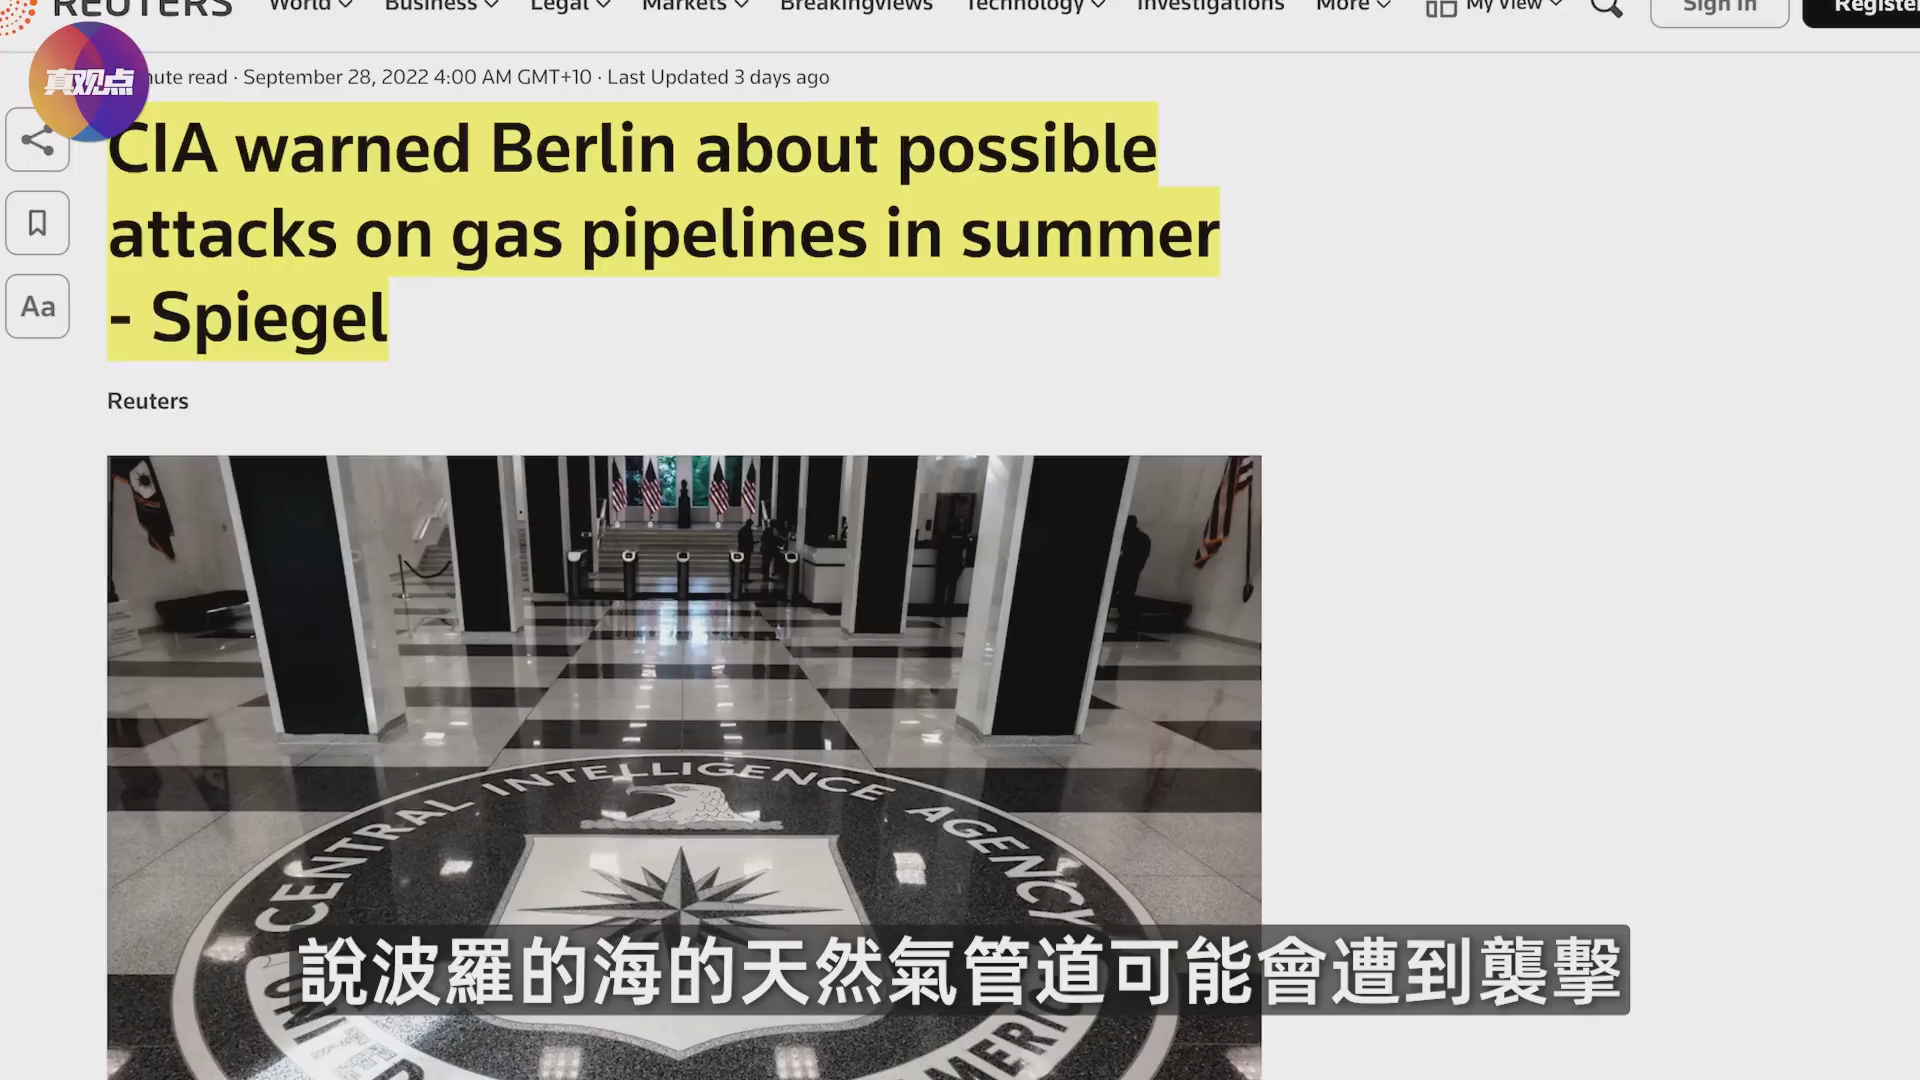 REUTERS World Business Legal Markets Breakingviews Technology Investigations More My View Sign In Register
真观点
nute read · September 28, 2022 4:00 AM GMT+10 · Last Updated 3 days ago
CIA warned Berlin about possible
attacks on gas pipelines in summer
- Spiegel
Aa
Reuters
CENTRAL INTELLIGENCE AGENCY
說波羅的海的天然氣管道可能會遭到襲擊